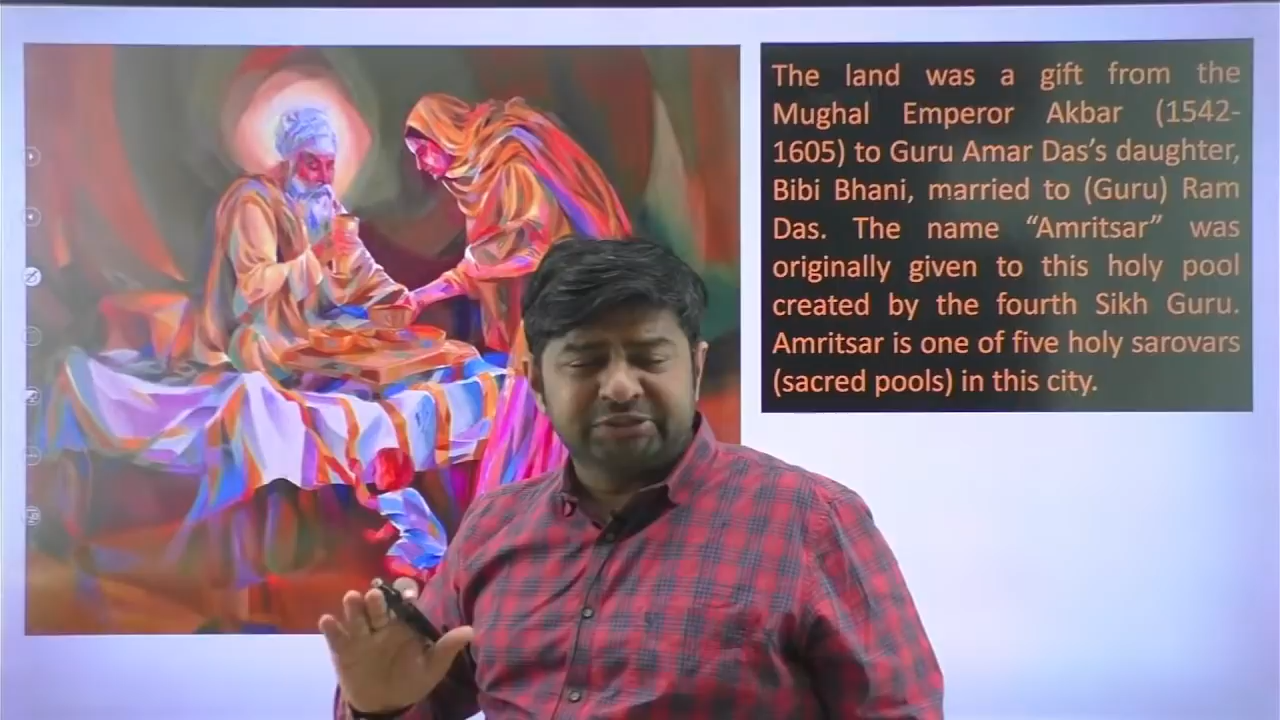 The land was a gift from the
Mughal Emperor Akbar (1542-
1605) to Guru Amar Das’s daughter,
Bibi Bhani, married to (Guru) Ram
Das. The name “Amritsar” was
originally given to this holy pool
created by the fourth Sikh Guru.
Amritsar is one of five holy sarovars
(sacred pools) in this city.